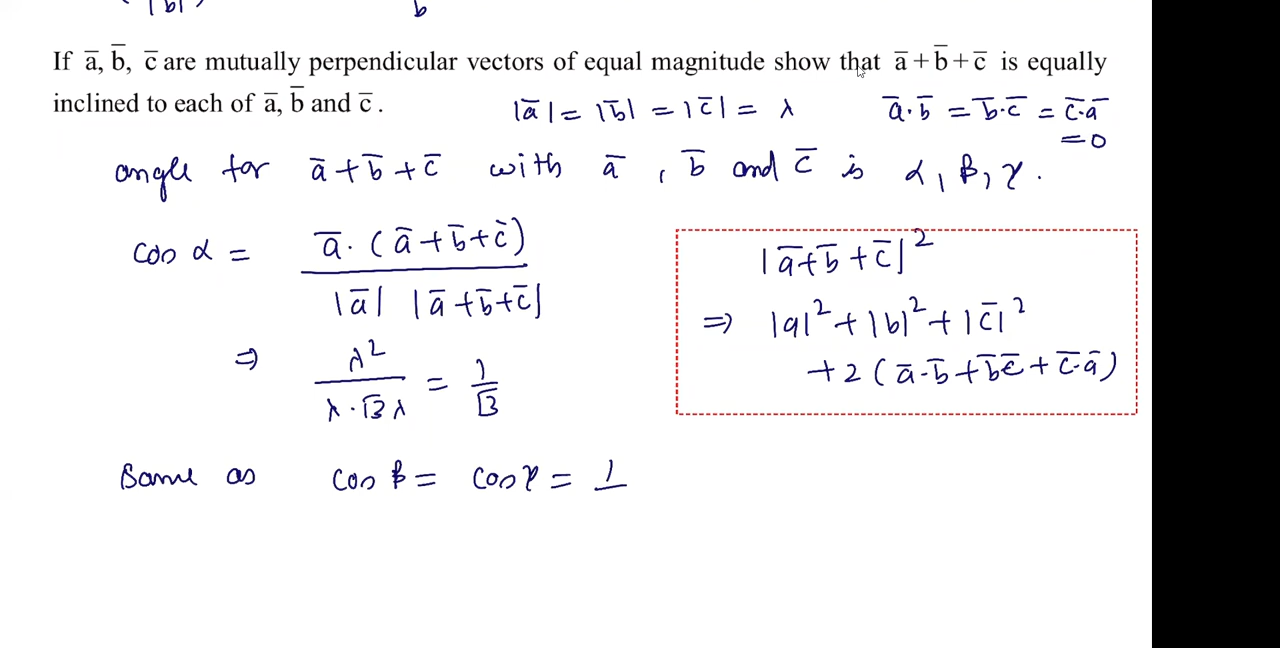 |b|
b
If a̅, b̅, c̅ are mutually perpendicular vectors of equal magnitude show that a̅ + b̅ + c̅ is equally
inclined to each of a̅, b̅ and c̅.
|a̅| = |b̅| = |c̅| = λ
a̅·b̅ = b̅·c̅ = c̅·a̅
= 0
angle for a̅ + b̅ + c̅ with a̅, b̅ and c̅ is α, β, γ.
cos α = a̅·(a̅ + b̅ + c̅) / |a̅| |a̅ + b̅ + c̅|
⇒ λ² / λ·√3 λ = 1/√3
|a̅ + b̅ + c̅|²
⇒ |a|² + |b|² + |c̅|²
+ 2 (a̅·b̅ + b̅c̅ + c̅·a̅)
Same as cos β = cos γ = 1